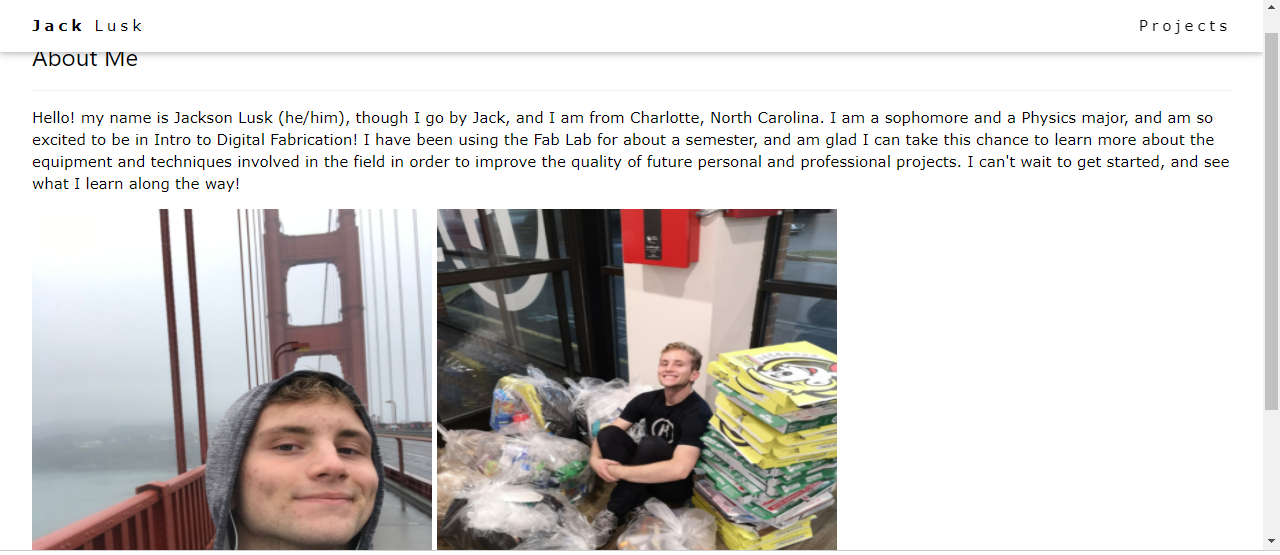 Jack Lusk
Projects
About Me
Hello! my name is Jackson Lusk (he/him), though I go by Jack, and I am from Charlotte, North Carolina. I am a sophomore and a Physics major, and am so
excited to be in Intro to Digital Fabrication! I have been using the Fab Lab for about a semester, and am glad I can take this chance to learn more about the
equipment and techniques involved in the field in order to improve the quality of future personal and professional projects. I can't wait to get started, and see
what I learn along the way!